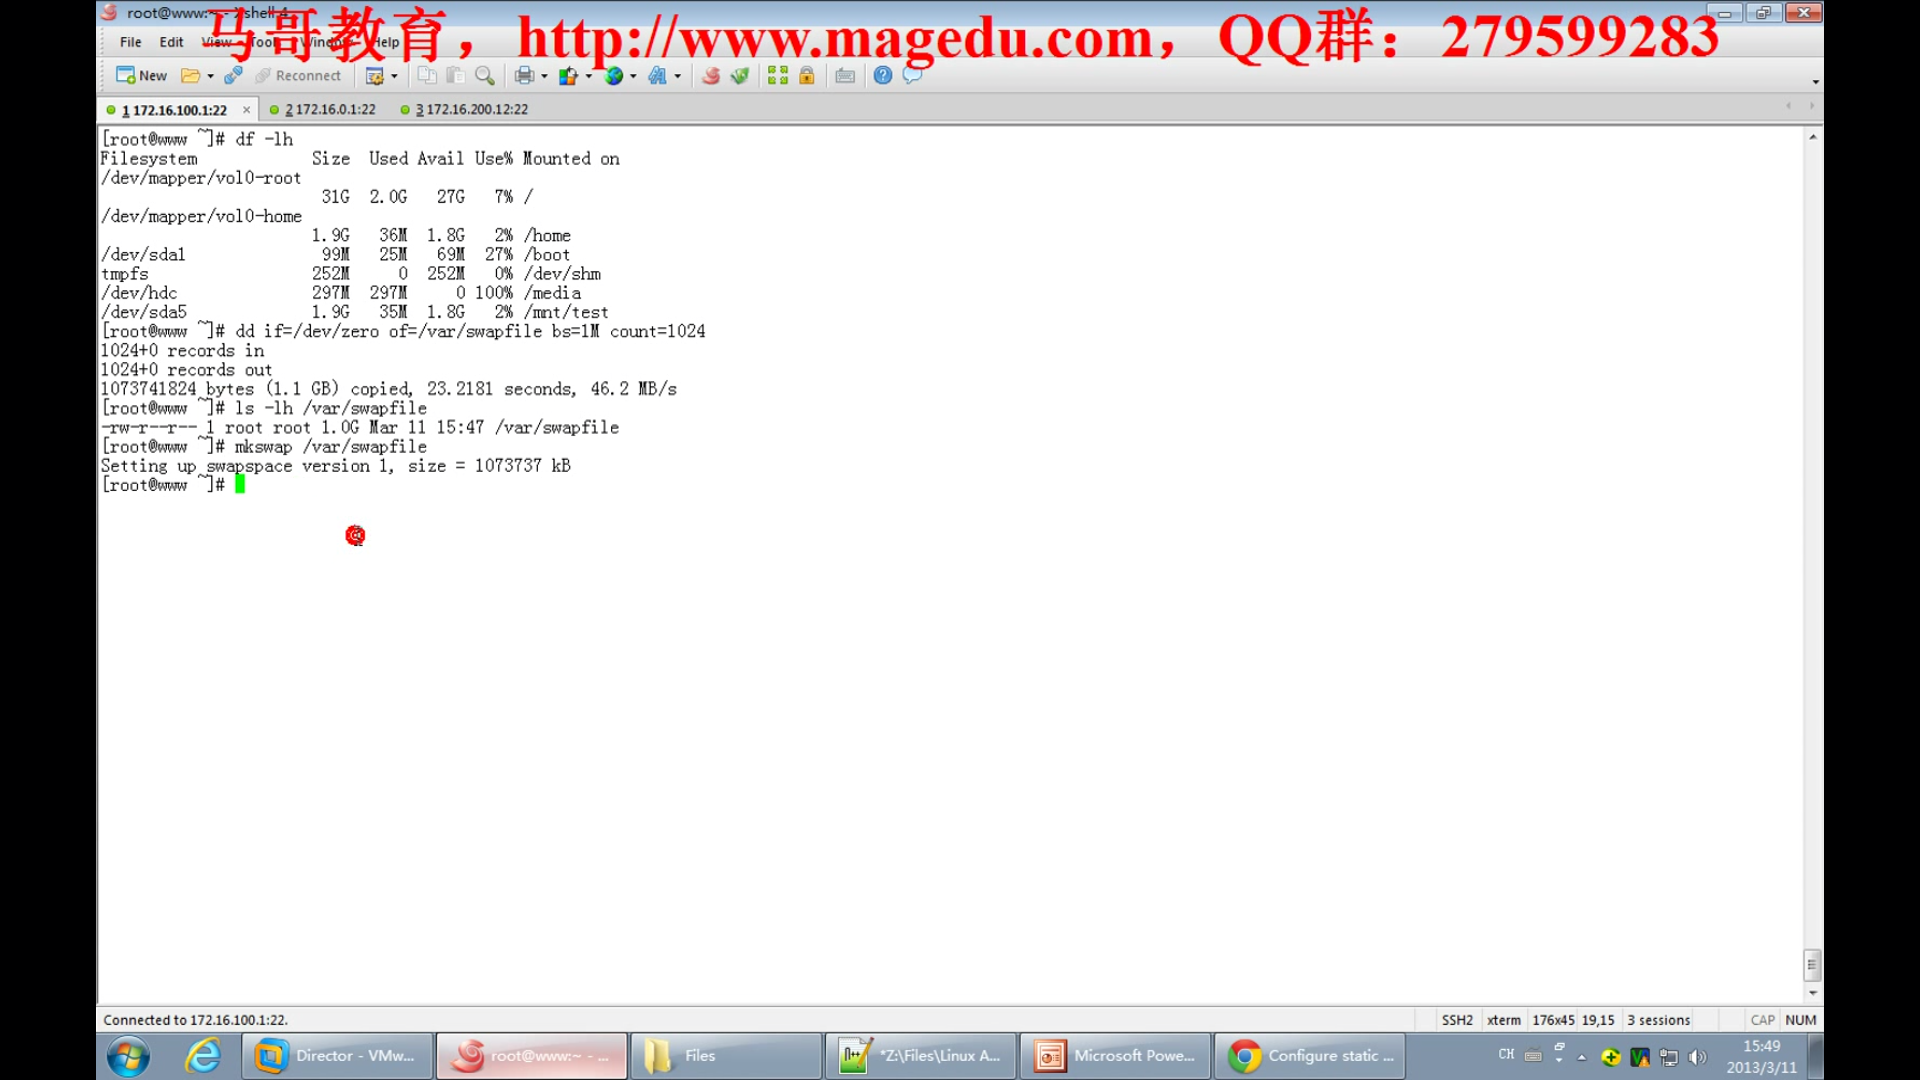 root@www:~ - Xshell 4
马哥教育，http://www.magedu.com，QQ群：279599283
File Edit View Tools Window Help
New Reconnect
1 172.16.100.1:22 × 2 172.16.0.1:22 3 172.16.200.12:22
[root@www ~]# df -lh
Filesystem Size Used Avail Use% Mounted on
/dev/mapper/vol0-root
31G 2.0G 27G 7% /
/dev/mapper/vol0-home
1.9G 36M 1.8G 2% /home
/dev/sda1 99M 25M 69M 27% /boot
tmpfs 252M 0 252M 0% /dev/shm
/dev/hdc 297M 297M 0 100% /media
/dev/sda5 1.9G 35M 1.8G 2% /mnt/test
[root@www ~]# dd if=/dev/zero of=/var/swapfile bs=1M count=1024
1024+0 records in
1024+0 records out
1073741824 bytes (1.1 GB) copied, 23.2181 seconds, 46.2 MB/s
[root@www ~]# ls -lh /var/swapfile
-rw-r--r-- 1 root root 1.0G Mar 11 15:47 /var/swapfile
[root@www ~]# mkswap /var/swapfile
Setting up swapspace version 1, size = 1073737 kB
[root@www ~]#
Connected to 172.16.100.1:22. SSH2 xterm 176x45 19,15 3 sessions CAP NUM
Director - VMw... root@www:~ - ... Files *Z:\Files\Linux A... Microsoft Powe... Configure static ... CH 15:49
2013/3/11